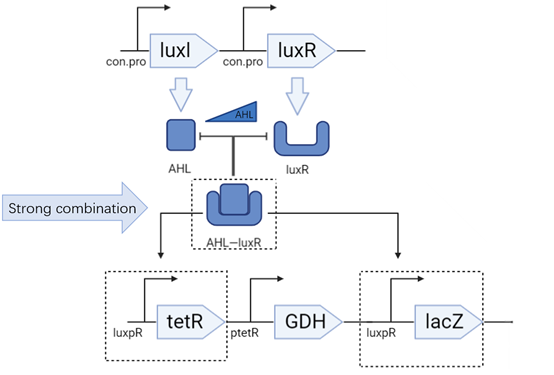 luxI
luxR
con.pro
con.pro
AHL
AHL
luxR
Strong combination
AHL—luxR
tetR
GDH
lacZ
luxpR
ptetR
luxpR